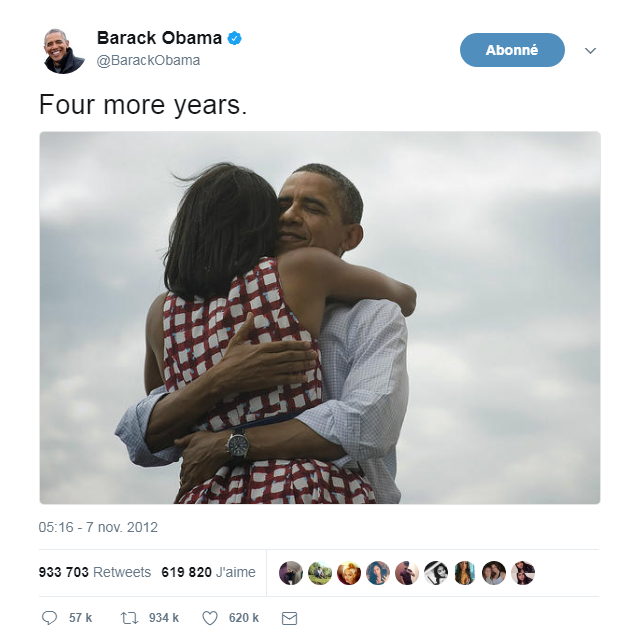 Barack Obama
@BarackObama
Abonné
Four more years.
05:16 - 7 nov. 2012
933 703 Retweets 619 820 J'aime
57 k 934 k 620 k